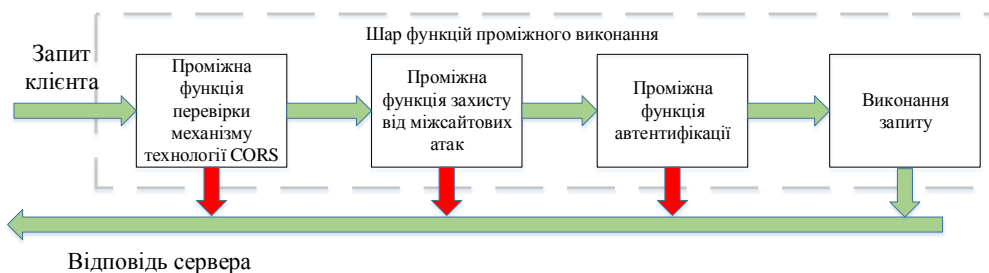 Шар функцій проміжного виконання
Запит
клієнта
Проміжна
функція
перевірки
механізму
технології CORS
Проміжна
функція захисту
від міжсайтових
атак
Проміжна
функція
автентифікації
Виконання
запиту
Відповідь сервера